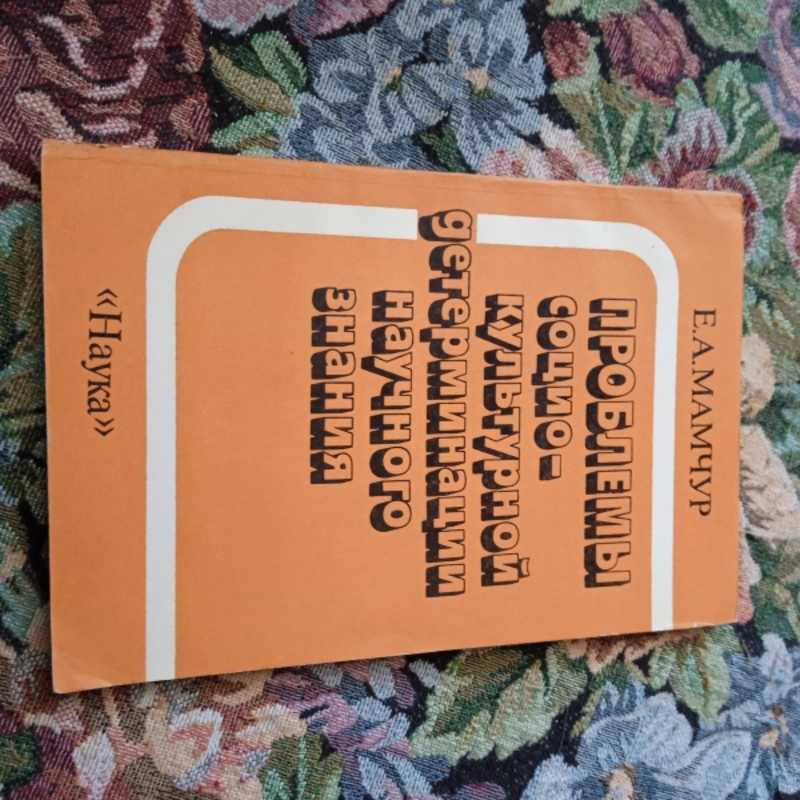 Е.А.МАМЧУР
ПРОБЛЕМЫ
СОЦИО-
КУЛЬТУРНОЙ
детерминации
научного
знания
«Наука»